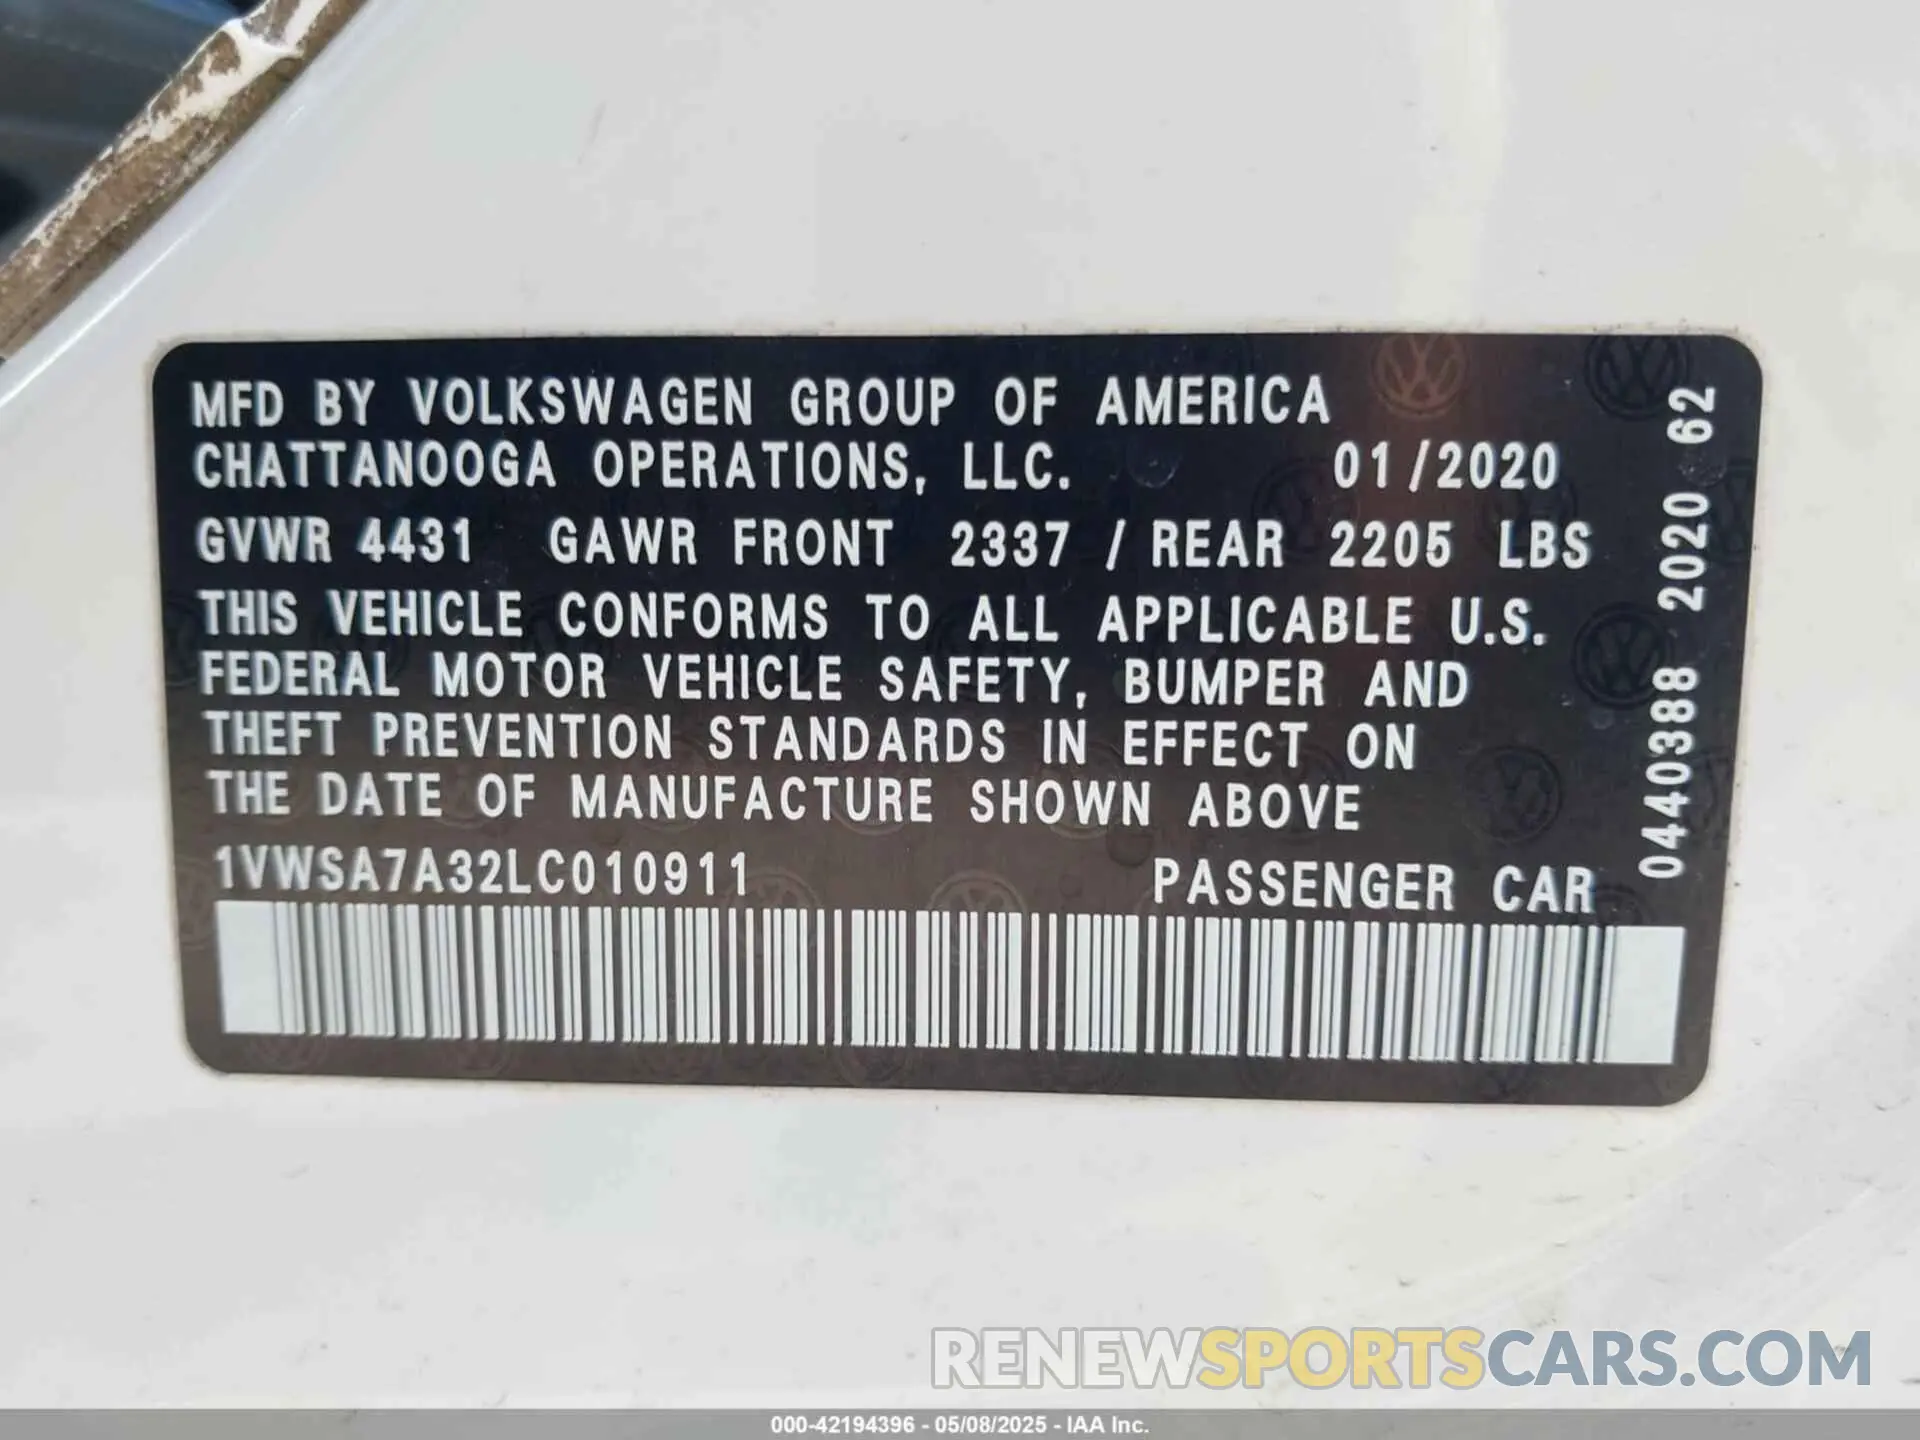 MFD BY VOLKSWAGEN GROUP OF AMERICA
CHATTANOOGA OPERATIONS, LLC. 01/2020
GVWR 4431 GAWR FRONT 2337 / REAR 2205 LBS
THIS VEHICLE CONFORMS TO ALL APPLICABLE U.S.
FEDERAL MOTOR VEHICLE SAFETY, BUMPER AND
THEFT PREVENTION STANDARDS IN EFFECT ON
THE DATE OF MANUFACTURE SHOWN ABOVE
1VWSA7A32LC010911 PASSENGER CAR
0440388 2020 62
RENEWSPORTSCARS.COM
000-42194396 - 05/08/2025 - IAA Inc.